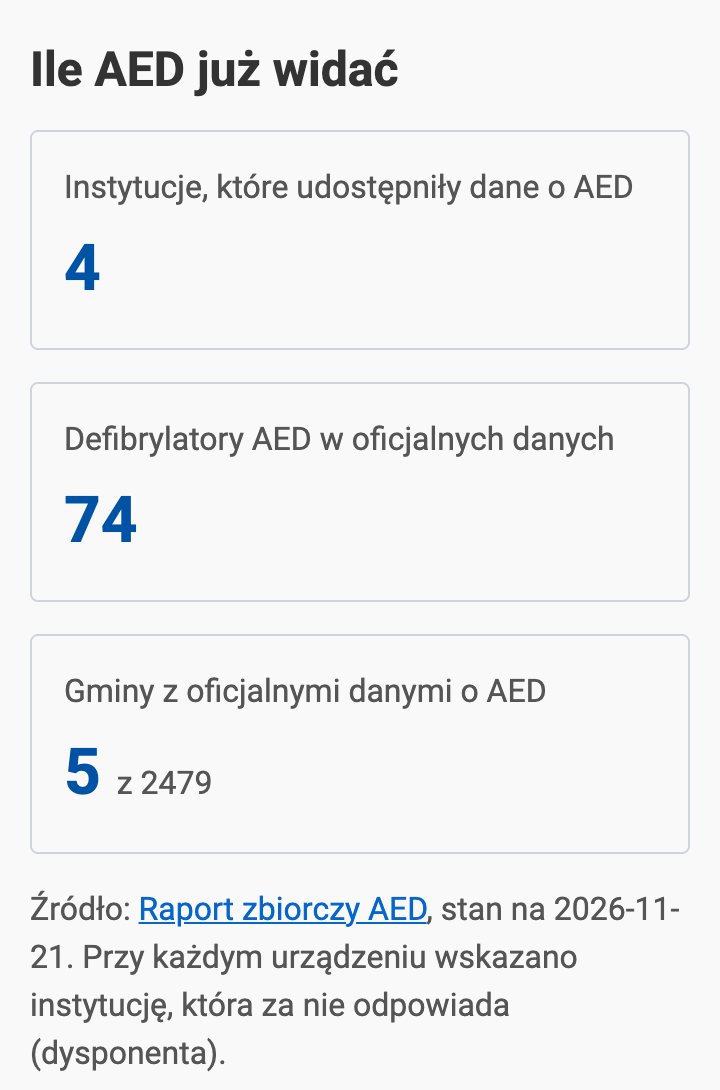 Ile AED już widać
Instytucje, które udostępniły dane o AED
4
Defibrylatory AED w oficjalnych danych
74
Gminy z oficjalnymi danymi o AED
5 z 2479
Źródło: Raport zbiorczy AED, stan na 2026-11-
21. Przy każdym urządzeniu wskazano
instytucję, która za nie odpowiada
(dysponenta).